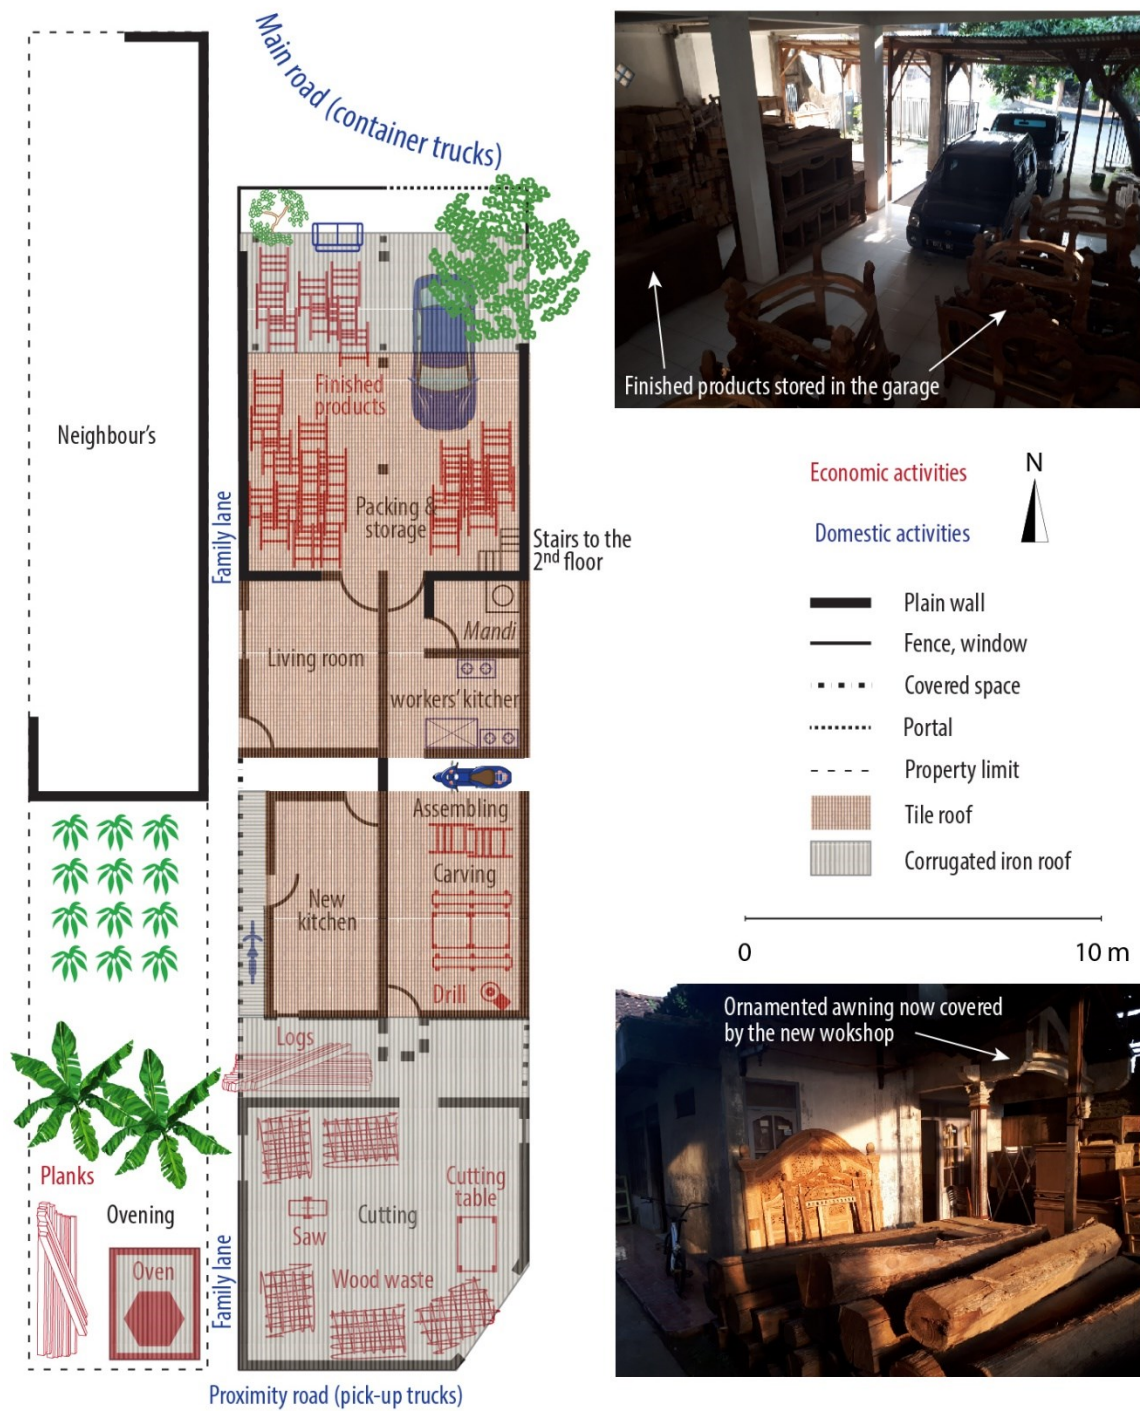 Main road (container trucks)
Neighbour's
Family lane
Finished
products
Packing &
storage
Stairs to the
2nd floor
Living room
Mandi
workers' kitchen
Assembling
Carving
New
kitchen
Drill
Logs
Planks
Ovening
Oven
Family lane
Cutting
table
Saw
Cutting
Wood waste
Proximity road (pick-up trucks)
Finished products stored in the garage
Economic activities
Domestic activities
N
Plain wall
Fence, window
Covered space
Portal
Property limit
Tile roof
Corrugated iron roof
0
10 m
Ornamented awning now covered
by the new wokshop